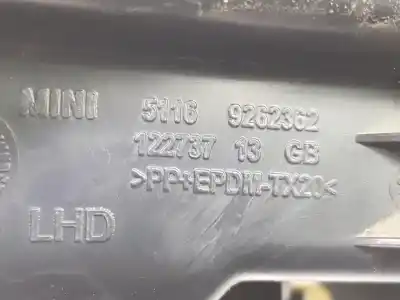 MINI 5116 9262362
122737 13 GB
>PP+EPDM-TX20<
LHD